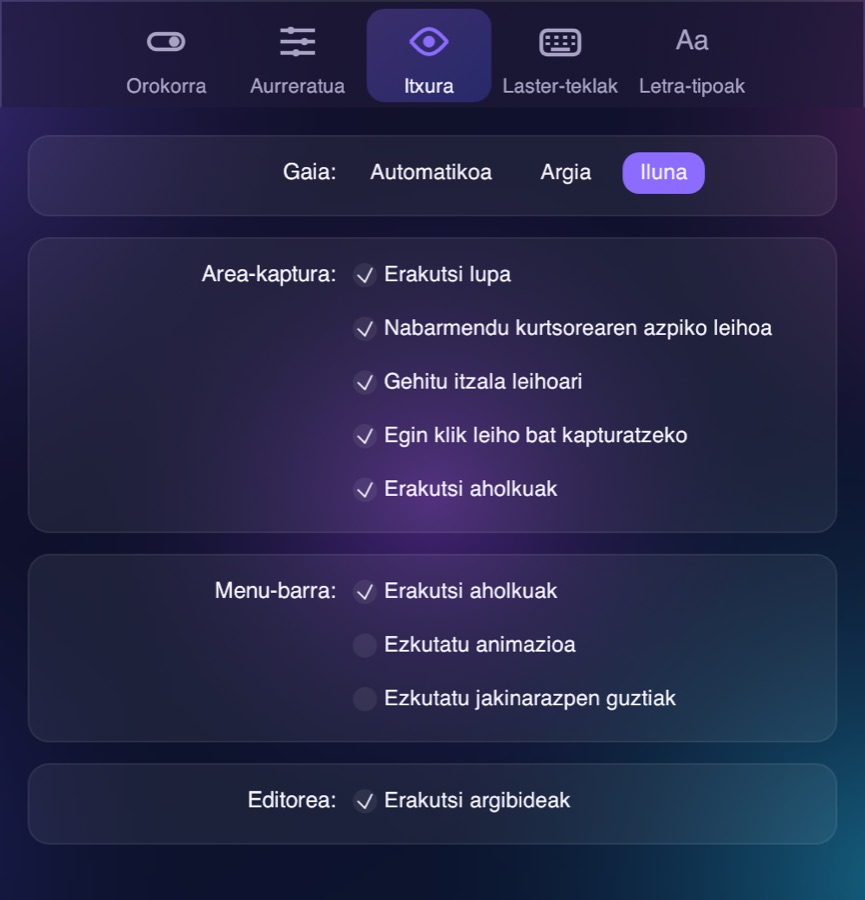 Aa
Orokorra Aurreratua Itxura Laster-teklak Letra-tipoak
Gaia: Automatikoa Argia Iluna
Area-kaptura: Erakutsi lupa
Nabarmendu kurtsorearen azpiko leihoa
Gehitu itzala leihoari
Egin klik leiho bat kapturatzeko
Erakutsi aholkuak
Menu-barra: Erakutsi aholkuak
Ezkutatu animazioa
Ezkutatu jakinarazpen guztiak
Editorea: Erakutsi argibideak